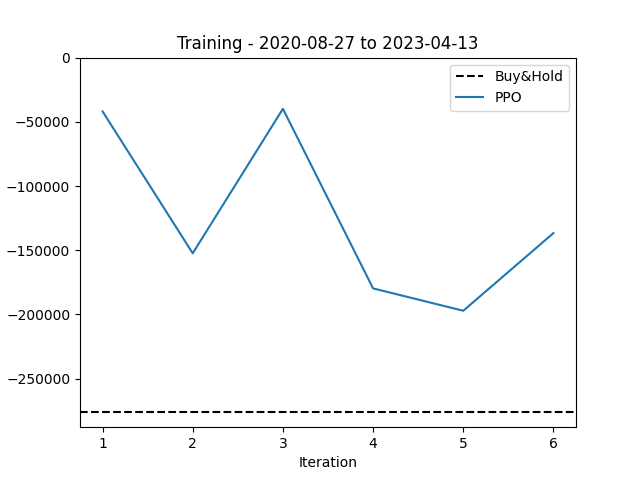 Training - 2020-08-27 to 2023-04-13
0
−50000
−100000
−150000
−200000
−250000
Buy&Hold
PPO
1 2 3 4 5 6
Iteration